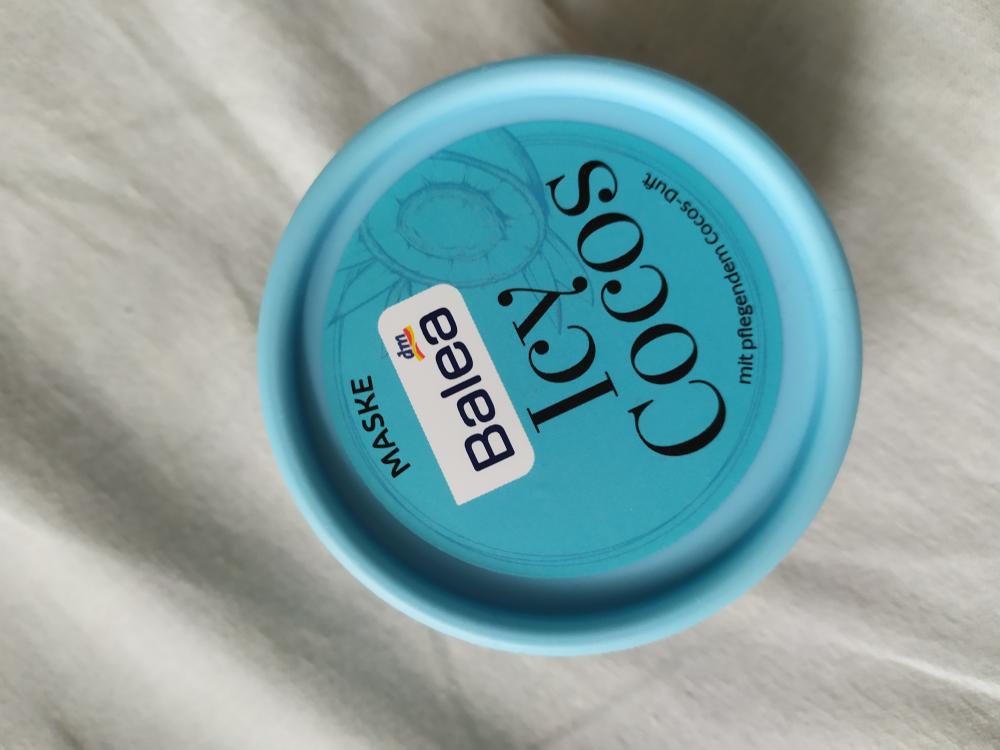 MASKE
dm
Balea
Icy
Cocos
mit pflegendem Cocos-Duft